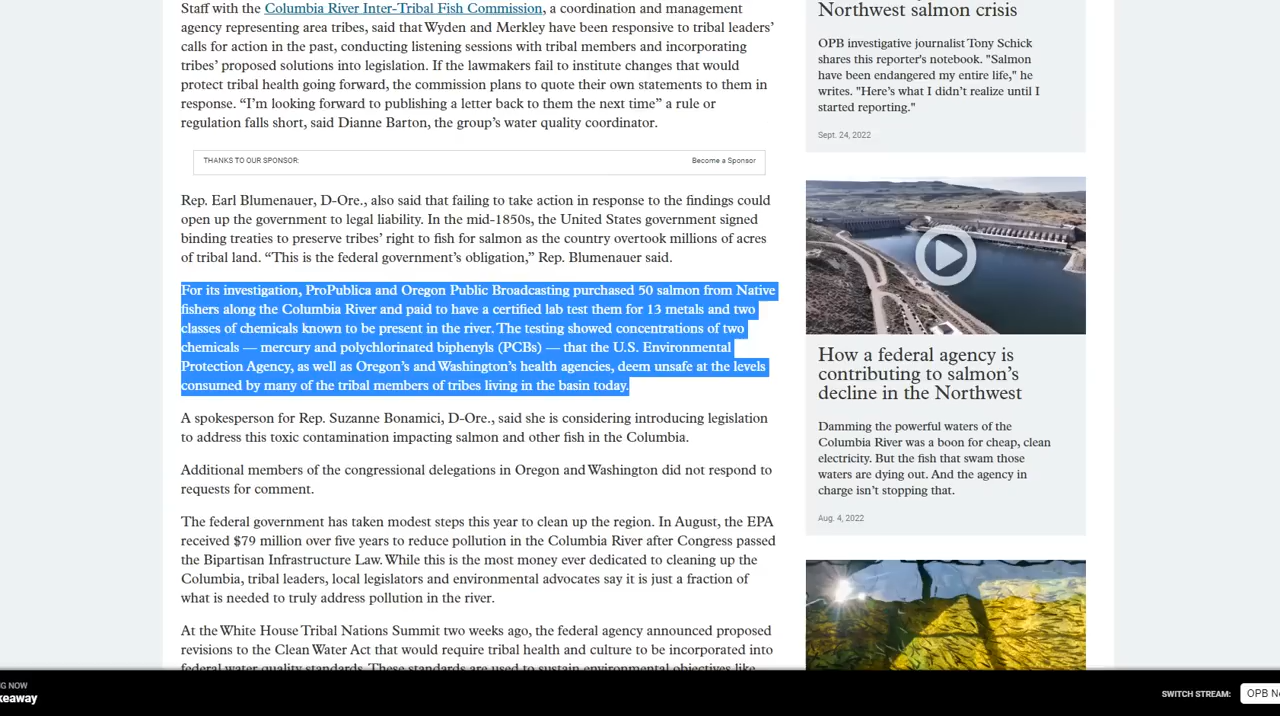 Staff with the Columbia River Inter-Tribal Fish Commission, a coordination and management
agency representing area tribes, said that Wyden and Merkley have been responsive to tribal leaders’
calls for action in the past, conducting listening sessions with tribal members and incorporating
tribes’ proposed solutions into legislation. If the lawmakers fail to institute changes that would
protect tribal health going forward, the commission plans to quote their own statements to them in
response. “I’m looking forward to publishing a letter back to them the next time” a rule or
regulation falls short, said Dianne Barton, the group’s water quality coordinator.
THANKS TO OUR SPONSOR:
Become a Sponsor
Rep. Earl Blumenauer, D-Ore., also said that failing to take action in response to the findings could
open up the government to legal liability. In the mid-1850s, the United States government signed
binding treaties to preserve tribes’ right to fish for salmon as the country overtook millions of acres
of tribal land. “This is the federal government’s obligation,” Rep. Blumenauer said.
For its investigation, ProPublica and Oregon Public Broadcasting purchased 50 salmon from Native
fishers along the Columbia River and paid to have a certified lab test them for 13 metals and two
classes of chemicals known to be present in the river. The testing showed concentrations of two
chemicals — mercury and polychlorinated biphenyls (PCBs) — that the U.S. Environmental
Protection Agency, as well as Oregon’s and Washington’s health agencies, deem unsafe at the levels
consumed by many of the tribal members of tribes living in the basin today.
A spokesperson for Rep. Suzanne Bonamici, D-Ore., said she is considering introducing legislation
to address this toxic contamination impacting salmon and other fish in the Columbia.
Additional members of the congressional delegations in Oregon and Washington did not respond to
requests for comment.
The federal government has taken modest steps this year to clean up the region. In August, the EPA
received $79 million over five years to reduce pollution in the Columbia River after Congress passed
the Bipartisan Infrastructure Law. While this is the most money ever dedicated to cleaning up the
Columbia, tribal leaders, local legislators and environmental advocates say it is just a fraction of
what is needed to truly address pollution in the river.
At the White House Tribal Nations Summit two weeks ago, the federal agency announced proposed
revisions to the Clean Water Act that would require tribal health and culture to be incorporated into
federal water quality standards. These standards are used to sustain environmental objectives like
Northwest salmon crisis
OPB investigative journalist Tony Schick
shares this reporter's notebook. "Salmon
have been endangered my entire life," he
writes. "Here’s what I didn’t realize until I
started reporting."
Sept. 24, 2022
How a federal agency is
contributing to salmon’s
decline in the Northwest
Damming the powerful waters of the
Columbia River was a boon for cheap, clean
electricity. But the fish that swam those
waters are dying out. And the agency in
charge isn’t stopping that.
Aug. 4, 2022
G NOW
keaway
SWITCH STREAM:
OPB Ne